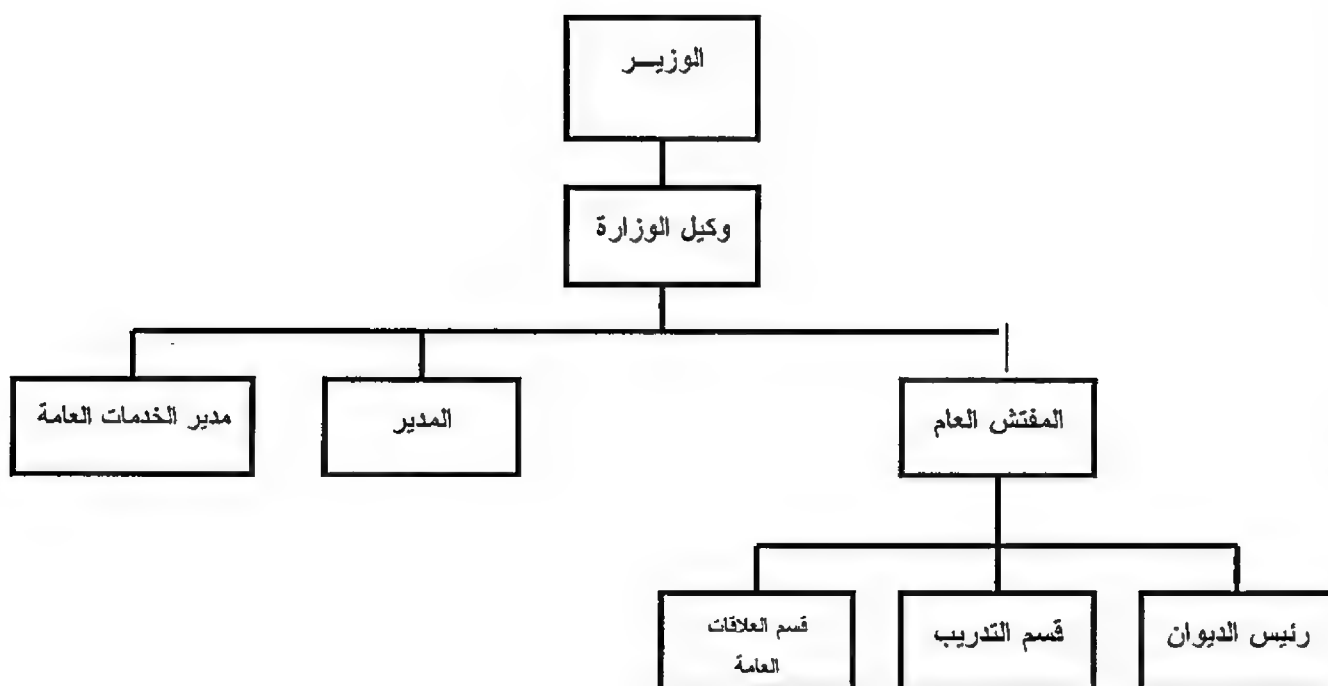 الوزيـــر
وكيل الوزارة
المفتش العام
المدير
مدير الخدمات العامة
رئيس الديوان
قسم التدريب
قسم العلاقات
العامة